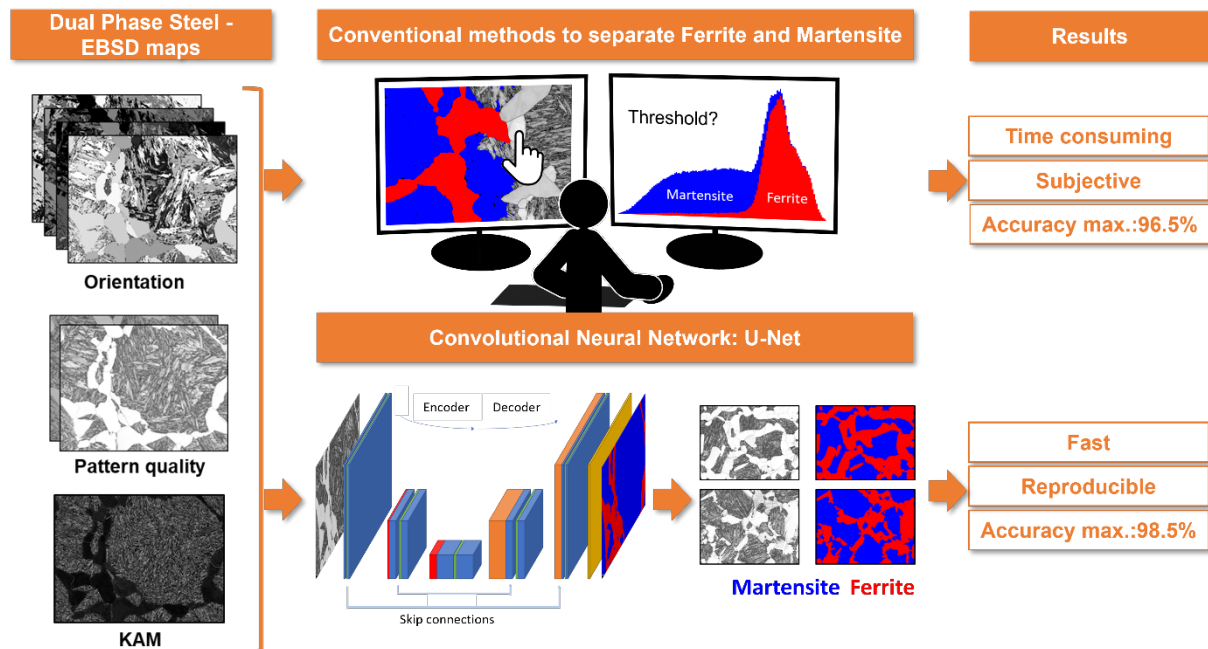 Dual Phase Steel -
EBSD maps
Orientation
Pattern quality
KAM
Conventional methods to separate Ferrite and Martensite
Threshold?
Martensite
Ferrite
Convolutional Neural Network: U-Net
Encoder
Decoder
Skip connections
Martensite Ferrite
Results
Time consuming
Subjective
Accuracy max.:96.5%
Fast
Reproducible
Accuracy max.:98.5%